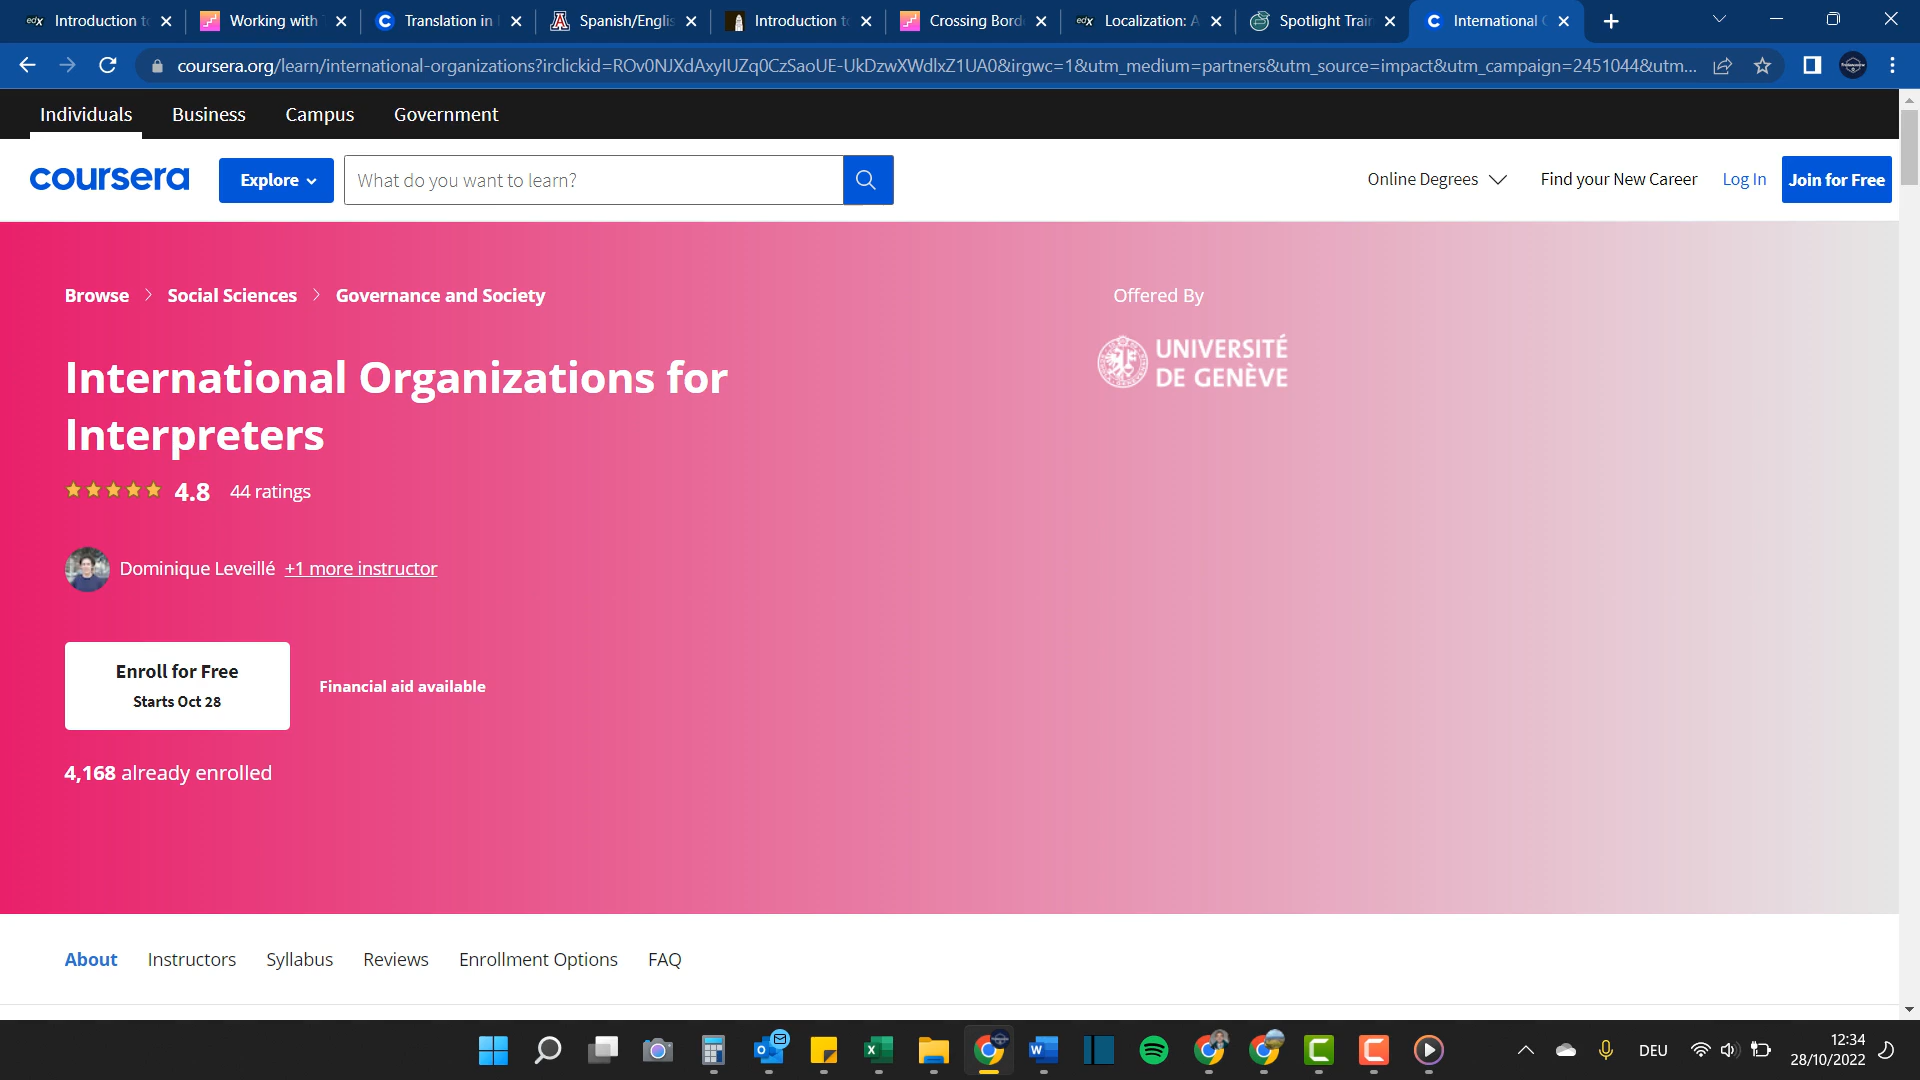 Introduction to
Working with
Translation in
Spanish/Englis
Introduction to
Crossing Bord
Localization: A
Spotlight Train
International
coursera.org/learn/international-organizations?irclickid=ROv0NJXdAxyIUZq0CzSaoUE-UkDzwXWdlxZ1UA0&irgwc=1&utm_medium=partners&utm_source=impact&utm_campaign=2451044&utm...
Individuals Business Campus Government
coursera Explore What do you want to learn? Online Degrees Find your New Career Log In Join for Free
Browse > Social Sciences > Governance and Society
Offered By
UNIVERSITÉ
DE GENÈVE
International Organizations for
Interpreters
4.8 44 ratings
Dominique Leveillé +1 more instructor
Enroll for Free
Starts Oct 28
Financial aid available
4,168 already enrolled
About Instructors Syllabus Reviews Enrollment Options FAQ
DEU
12:34
28/10/2022